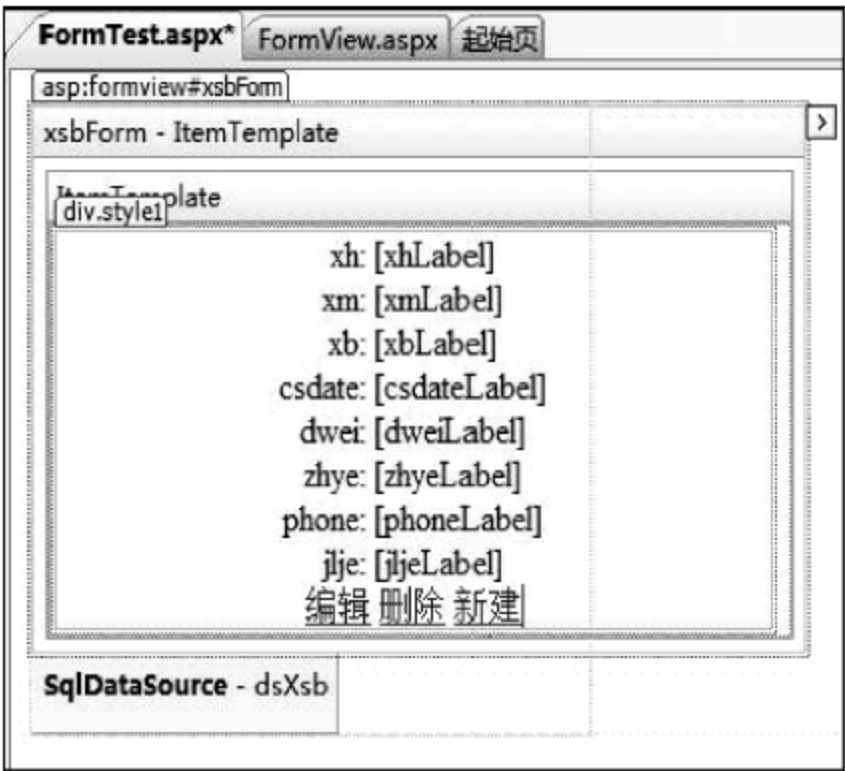 FormTest.aspx* FormView.aspx 起始页
asp:formview#xsbForm
xsbForm - ItemTemplate
ItemTemplate
div.style1
xh: [xhLabel]
xm: [xmLabel]
xb: [xbLabel]
csdate: [csdateLabel]
dwei: [dweiLabel]
zhye: [zhyeLabel]
phone: [phoneLabel]
jlje: [jljeLabel]
编辑 删除 新建
SqlDataSource - dsXsb